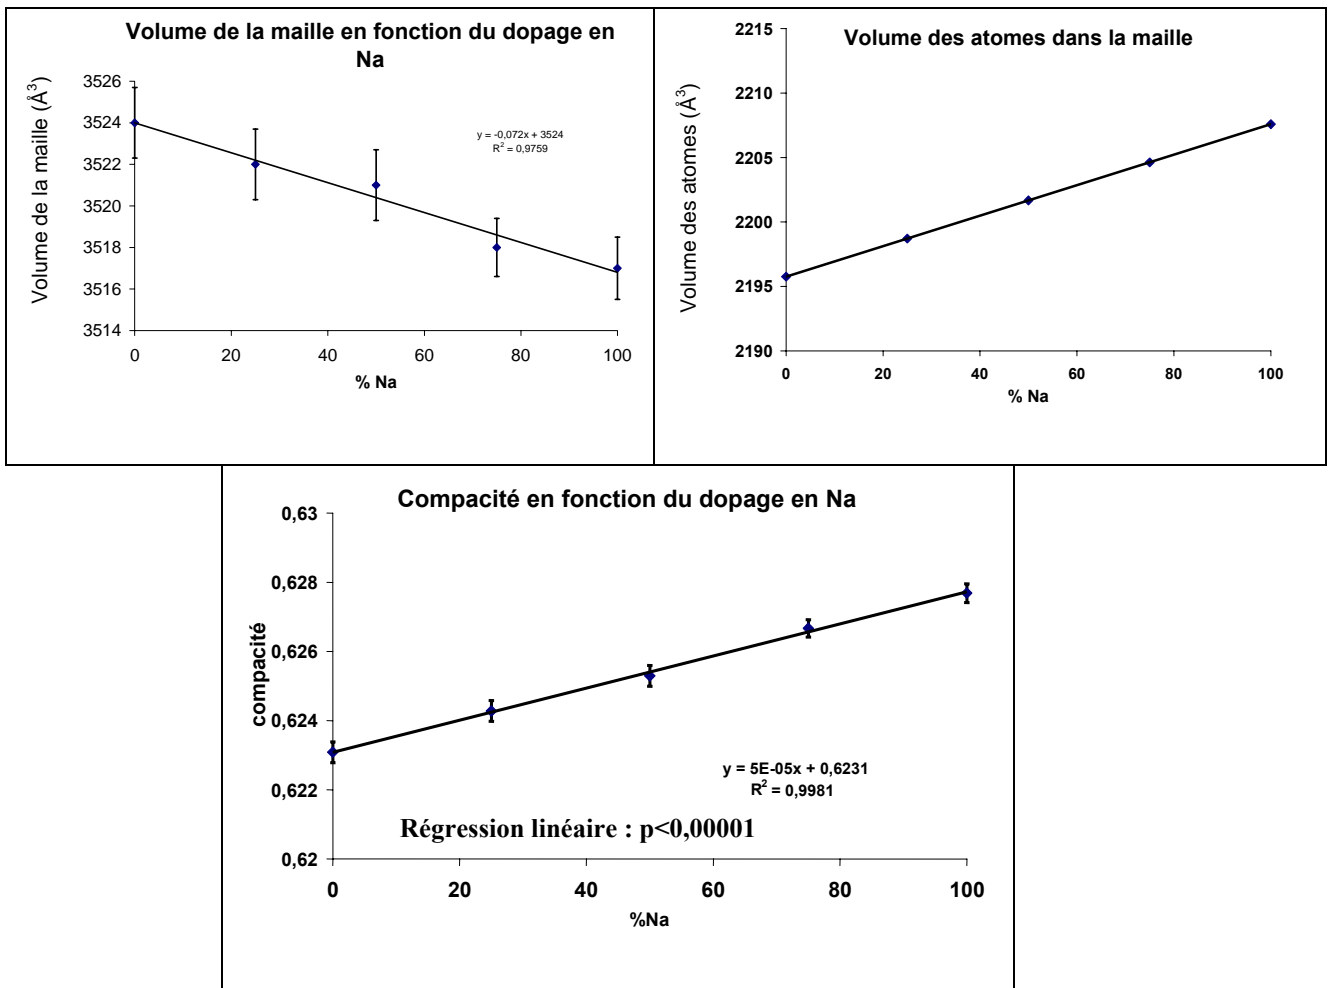 Volume de la maille en fonction du dopage en
Na
Volume de la maille (Å³)
3526
3524
3522
3520
3518
3516
3514
y = -0,072x + 3524
R² = 0,9759
0 20 40 60 80 100
% Na
Volume des atomes dans la maille
Volume des atomes (Å³)
2215
2210
2205
2200
2195
2190
0 20 40 60 80 100
% Na
Compacité en fonction du dopage en Na
compacité
0,63
0,628
0,626
0,624
0,622
0,62
y = 5E-05x + 0,6231
R² = 0,9981
Régression linéaire : p<0,00001
0 20 40 60 80 100
%Na